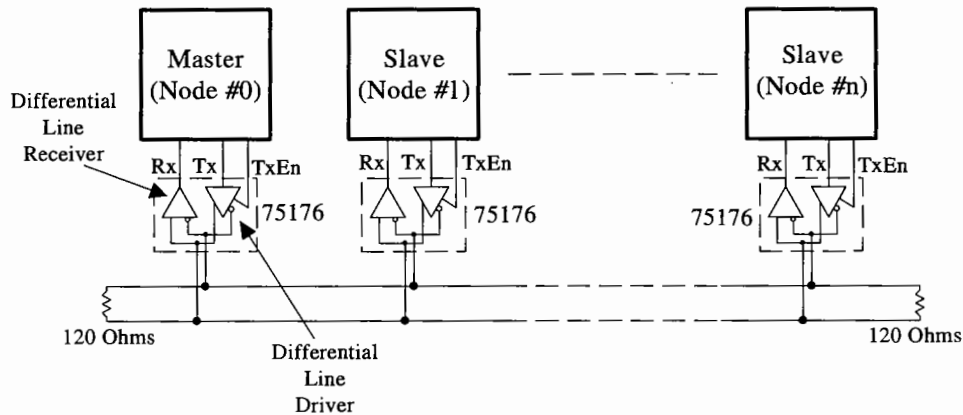 Master
(Node #0)
Slave
(Node #1)
Slave
(Node #n)
Differential
Line
Receiver
Rx
Tx
TxEn
Rx
Tx
TxEn
Rx
Tx
TxEn
75176
75176
75176
120 Ohms
120 Ohms
Differential
Line
Driver